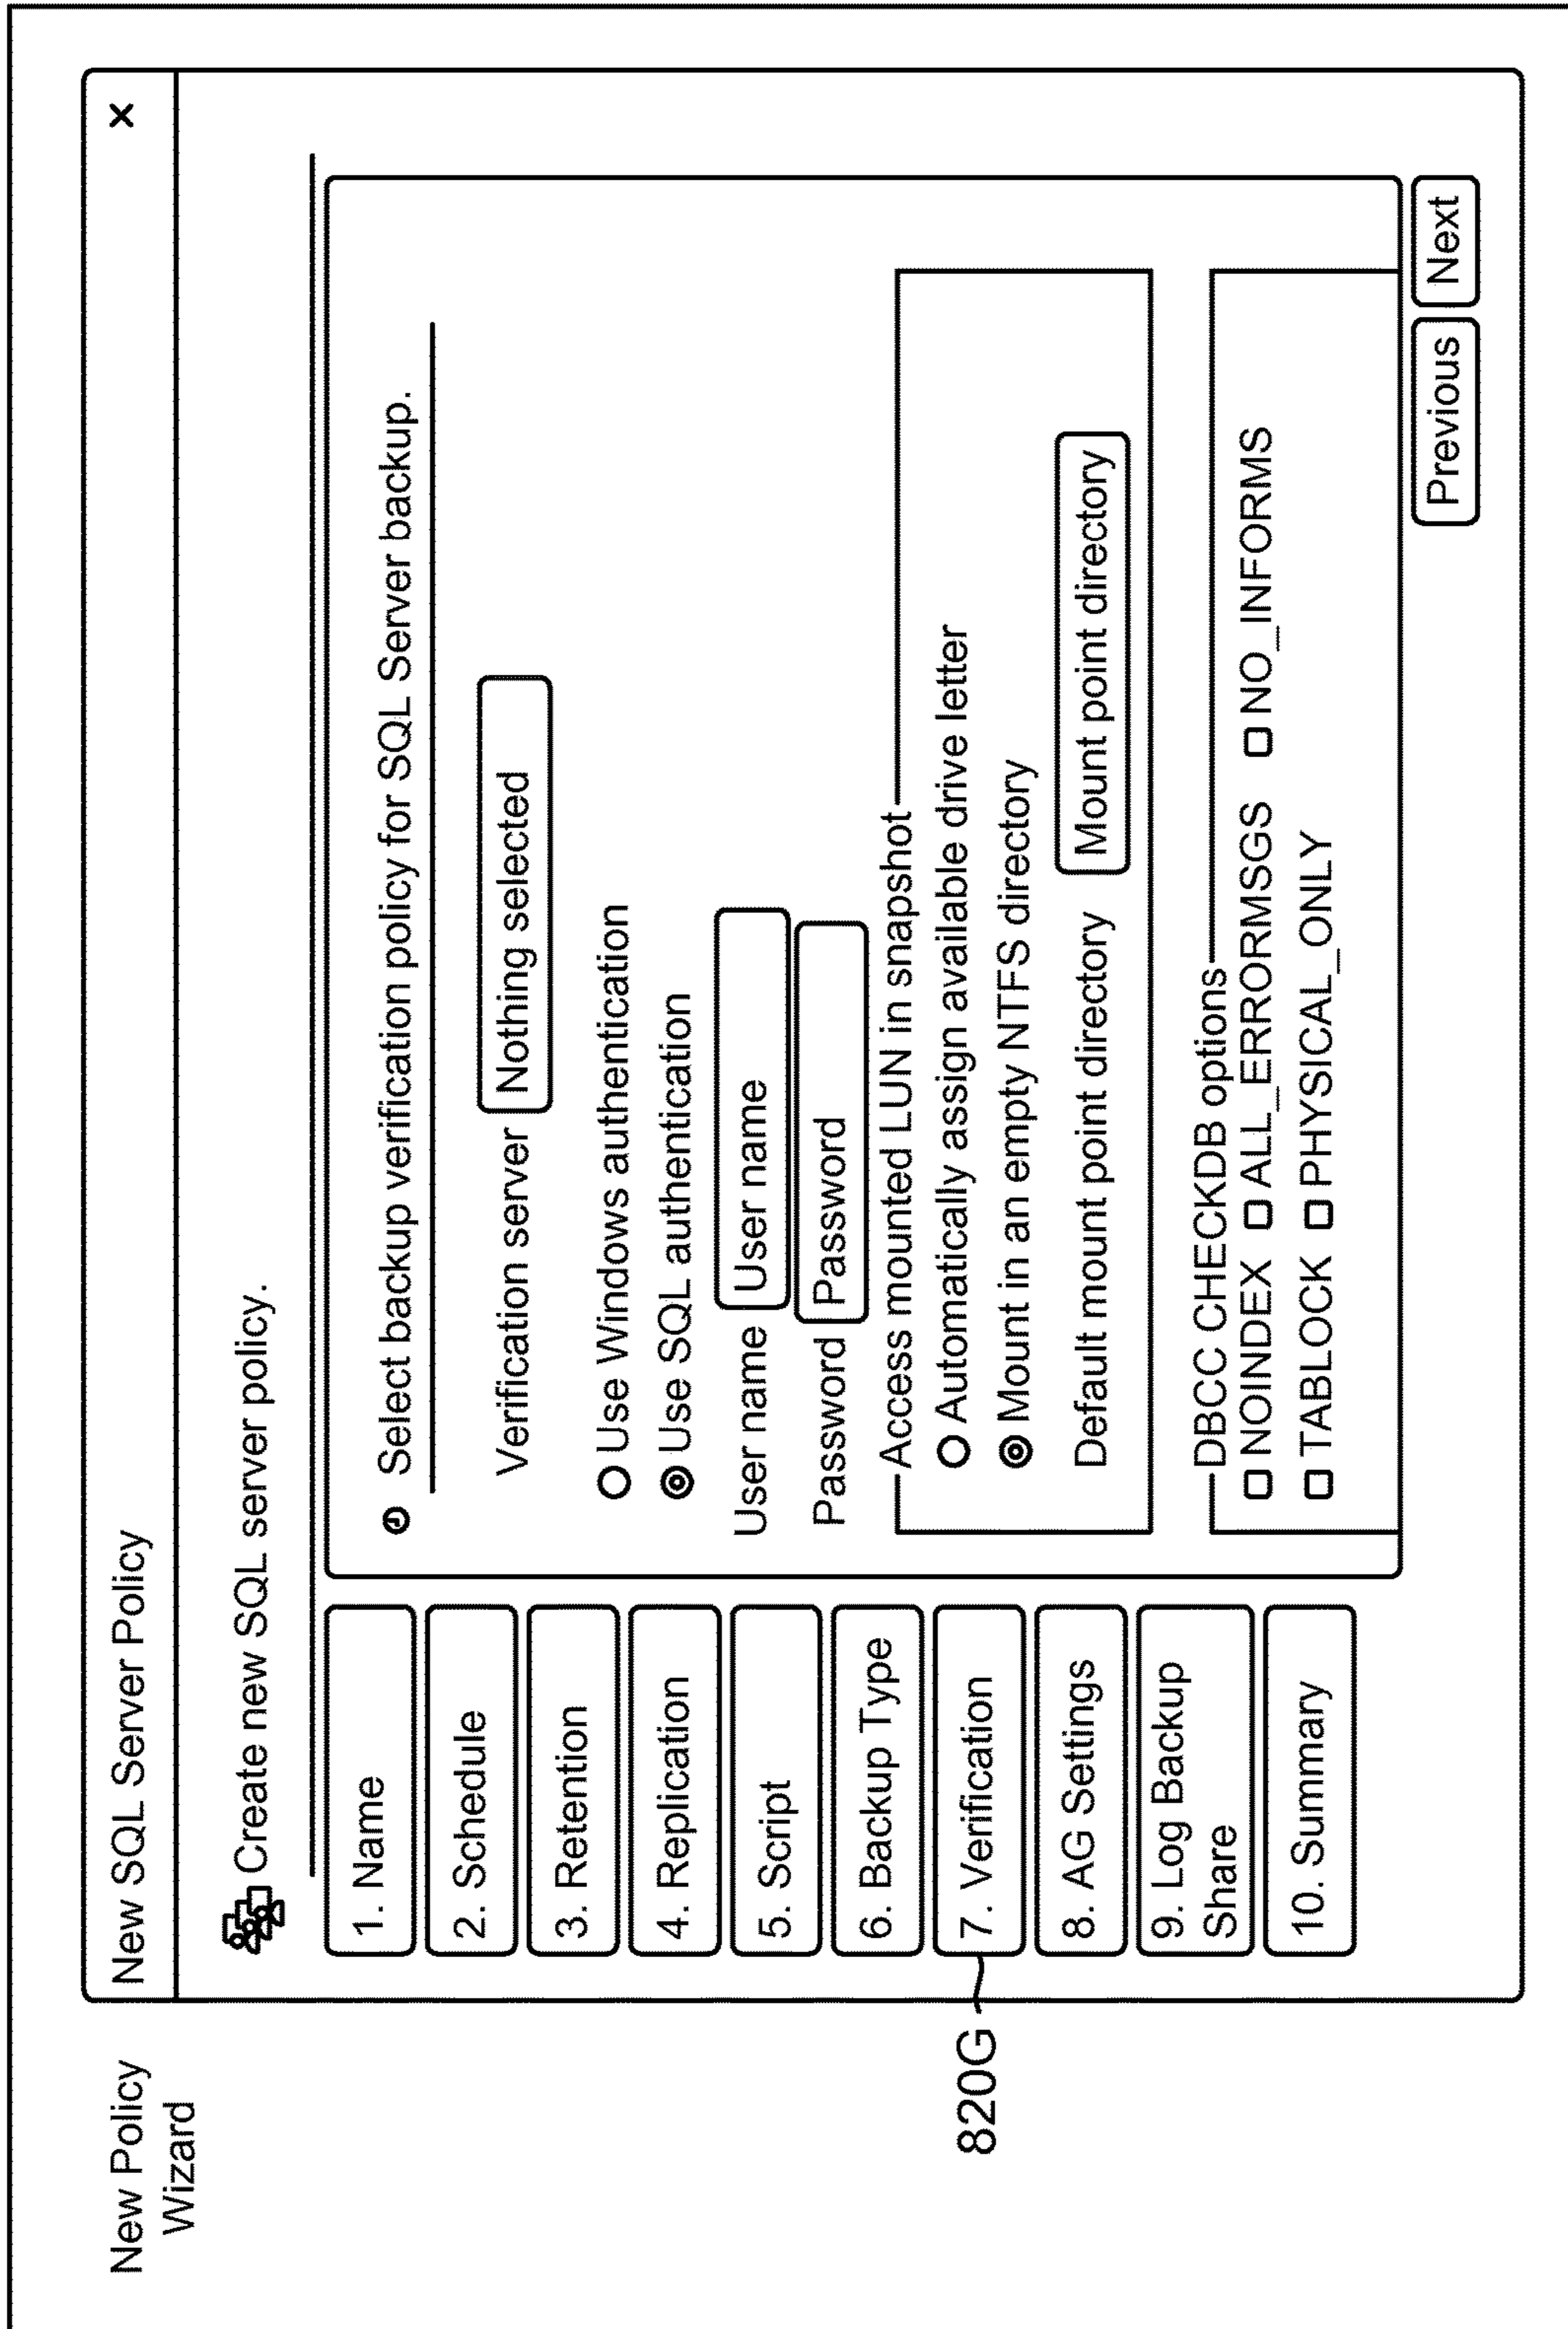 New Policy
Wizard
New SQL Server Policy
X
Create new SQL server policy.
1. Name
2. Schedule
3. Retention
4. Replication
5. Script
6. Backup Type
7. Verification
8. AG Settings
9. Log Backup
Share
10. Summary
820G
Select backup verification policy for SQL Server backup.
Verification server Nothing selected
Use Windows authentication
Use SQL authentication
User name User name
Password Password
Access mounted LUN in snapshot
Automatically assign available drive letter
Mount in an empty NTFS directory
Default mount point directory Mount point directory
DBCC CHECKDB options
NOINDEX ALL_ERRORMSGS NO_INFORMS
TABLOCK PHYSICAL_ONLY
Previous Next